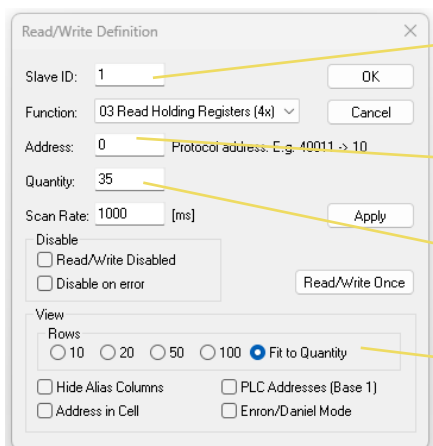 Read/Write Definition
Slave ID: 1 OK
Function: 03 Read Holding Registers (4x) Cancel
Address: 0 Protocol address. E.g. 40011 -> 10
Quantity: 35
Scan Rate: 1000 [ms] Apply
Disable
Read/Write Disabled
Disable on error Read/Write Once
View
Rows
10 20 50 100 Fit to Quantity
Hide Alias Columns PLC Addresses (Base 1)
Address in Cell Enron/Daniel Mode